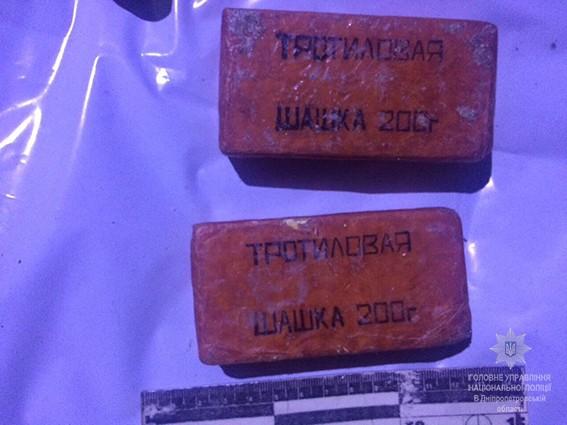 ТРОТИЛОВАЯ
ШАШКА 200г
ТРОТИЛОВАЯ
ШАШКА 200г
ГОЛОВНЕ УПРАВЛІННЯ
НАЦІОНАЛЬНОЇ ПОЛІЦІЇ
В Дніпропетровській
області